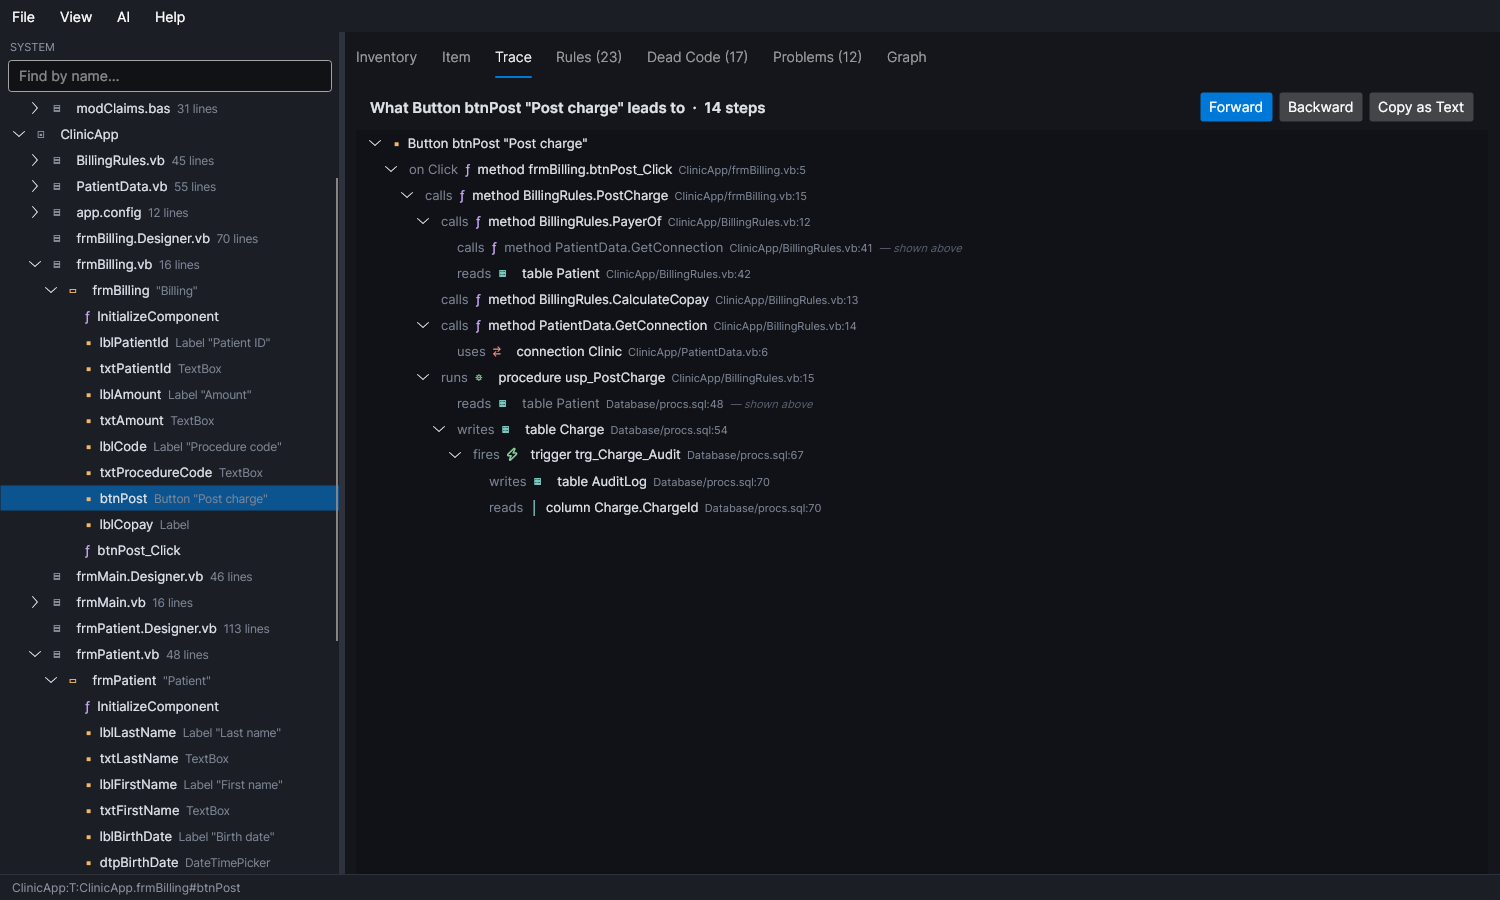 File View AI Help
SYSTEM
Find by name...
modClaims.bas 31 lines
ClinicApp
BillingRules.vb 45 lines
PatientData.vb 55 lines
app.config 12 lines
frmBilling.Designer.vb 70 lines
frmBilling.vb 16 lines
frmBilling "Billing"
ƒ InitializeComponent
lblPatientId Label "Patient ID"
txtPatientId TextBox
lblAmount Label "Amount"
txtAmount TextBox
lblCode Label "Procedure code"
txtProcedureCode TextBox
btnPost Button "Post charge"
lblCopay Label
ƒ btnPost_Click
frmMain.Designer.vb 46 lines
frmMain.vb 16 lines
frmPatient.Designer.vb 113 lines
frmPatient.vb 48 lines
frmPatient "Patient"
ƒ InitializeComponent
lblLastName Label "Last name"
txtLastName TextBox
lblFirstName Label "First name"
txtFirstName TextBox
lblBirthDate Label "Birth date"
dtpBirthDate DateTimePicker
Inventory Item Trace Rules (23) Dead Code (17) Problems (12) Graph
What Button btnPost "Post charge" leads to · 14 steps
Forward Backward Copy as Text
Button btnPost "Post charge"
on Click ƒ method frmBilling.btnPost_Click ClinicApp/frmBilling.vb:5
calls ƒ method BillingRules.PostCharge ClinicApp/frmBilling.vb:15
calls ƒ method BillingRules.PayerOf ClinicApp/BillingRules.vb:12
calls ƒ method PatientData.GetConnection ClinicApp/BillingRules.vb:41 — shown above
reads table Patient ClinicApp/BillingRules.vb:42
calls ƒ method BillingRules.CalculateCopay ClinicApp/BillingRules.vb:13
calls ƒ method PatientData.GetConnection ClinicApp/BillingRules.vb:14
uses connection Clinic ClinicApp/PatientData.vb:6
runs procedure usp_PostCharge ClinicApp/BillingRules.vb:15
reads table Patient Database/procs.sql:48 — shown above
writes table Charge Database/procs.sql:54
fires trigger trg_Charge_Audit Database/procs.sql:67
writes table AuditLog Database/procs.sql:70
reads column Charge.ChargeId Database/procs.sql:70
ClinicApp:T:ClinicApp.frmBilling#btnPost